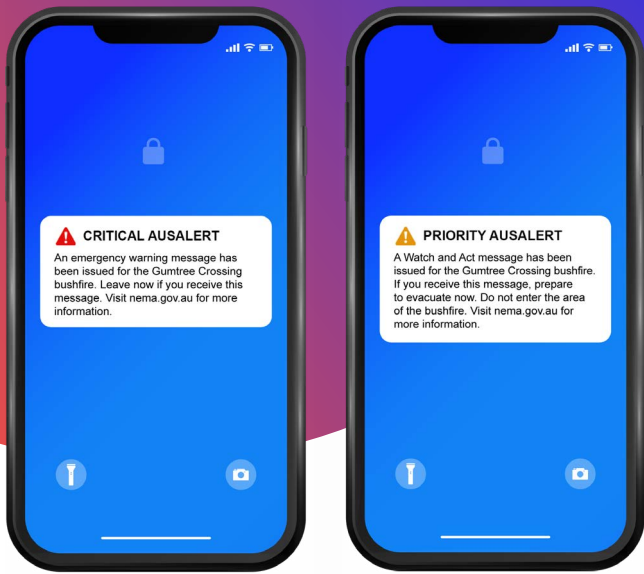 CRITICAL AUSALERT
An emergency warning message has
been issued for the Gumtree Crossing
bushfire. Leave now if you receive this
message. Visit nema.gov.au for more
information.
PRIORITY AUSALERT
A Watch and Act message has been
issued for the Gumtree Crossing bushfire.
If you receive this message, prepare
to evacuate now. Do not enter the area
of the bushfire. Visit nema.gov.au for
more information.